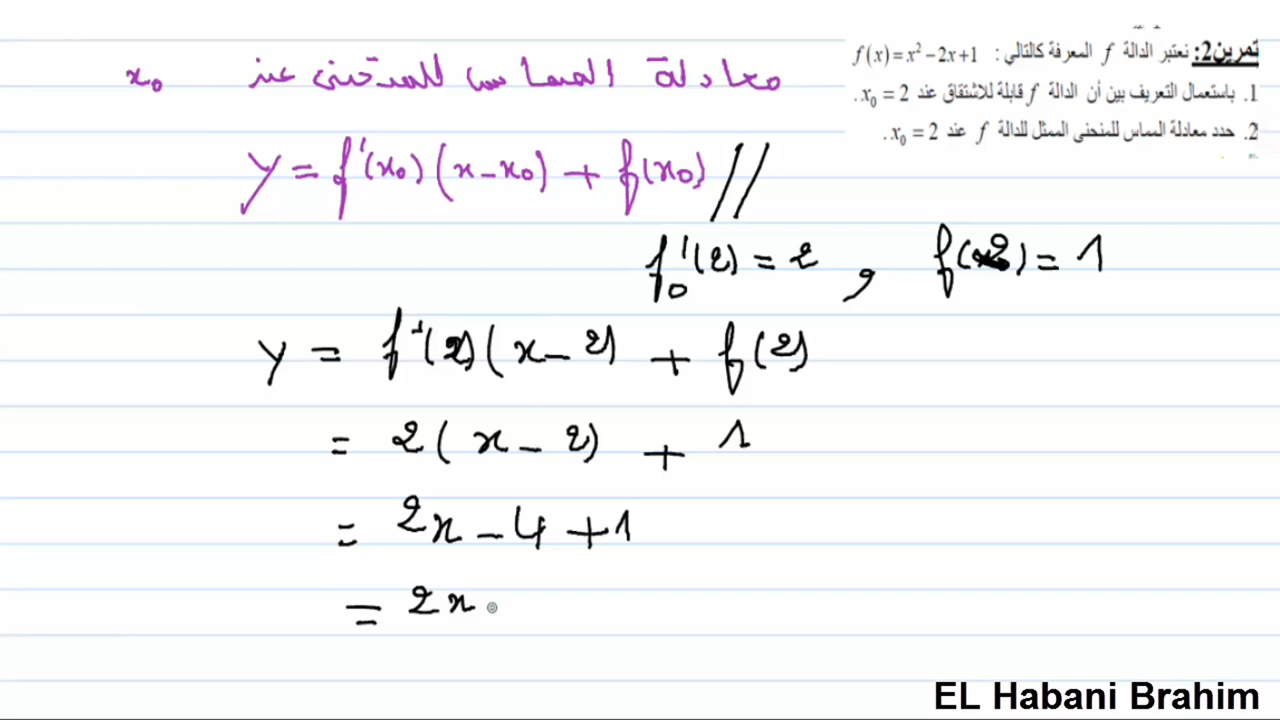 تمرين2: نعتبر الدالة f المعرفة كالتالي : f(x)=x²−2x+1
1. باستعمال التعريف بين أن الدالة f قابلة للاشتقاق عند x₀ = 2.
2. حدد معادلة المماس للمنحنى الممثل للدالة f عند x₀ = 2.
معادلة المماس للمنحنى عند x₀
y = f'(x₀)(x−x₀) + f(x₀) //
f'(2) = 2 , f(2) = 1
y = f'(2)(x−2) + f(2)
= 2(x−2) + 1
= 2x − 4 + 1
= 2x
EL Habani Brahim